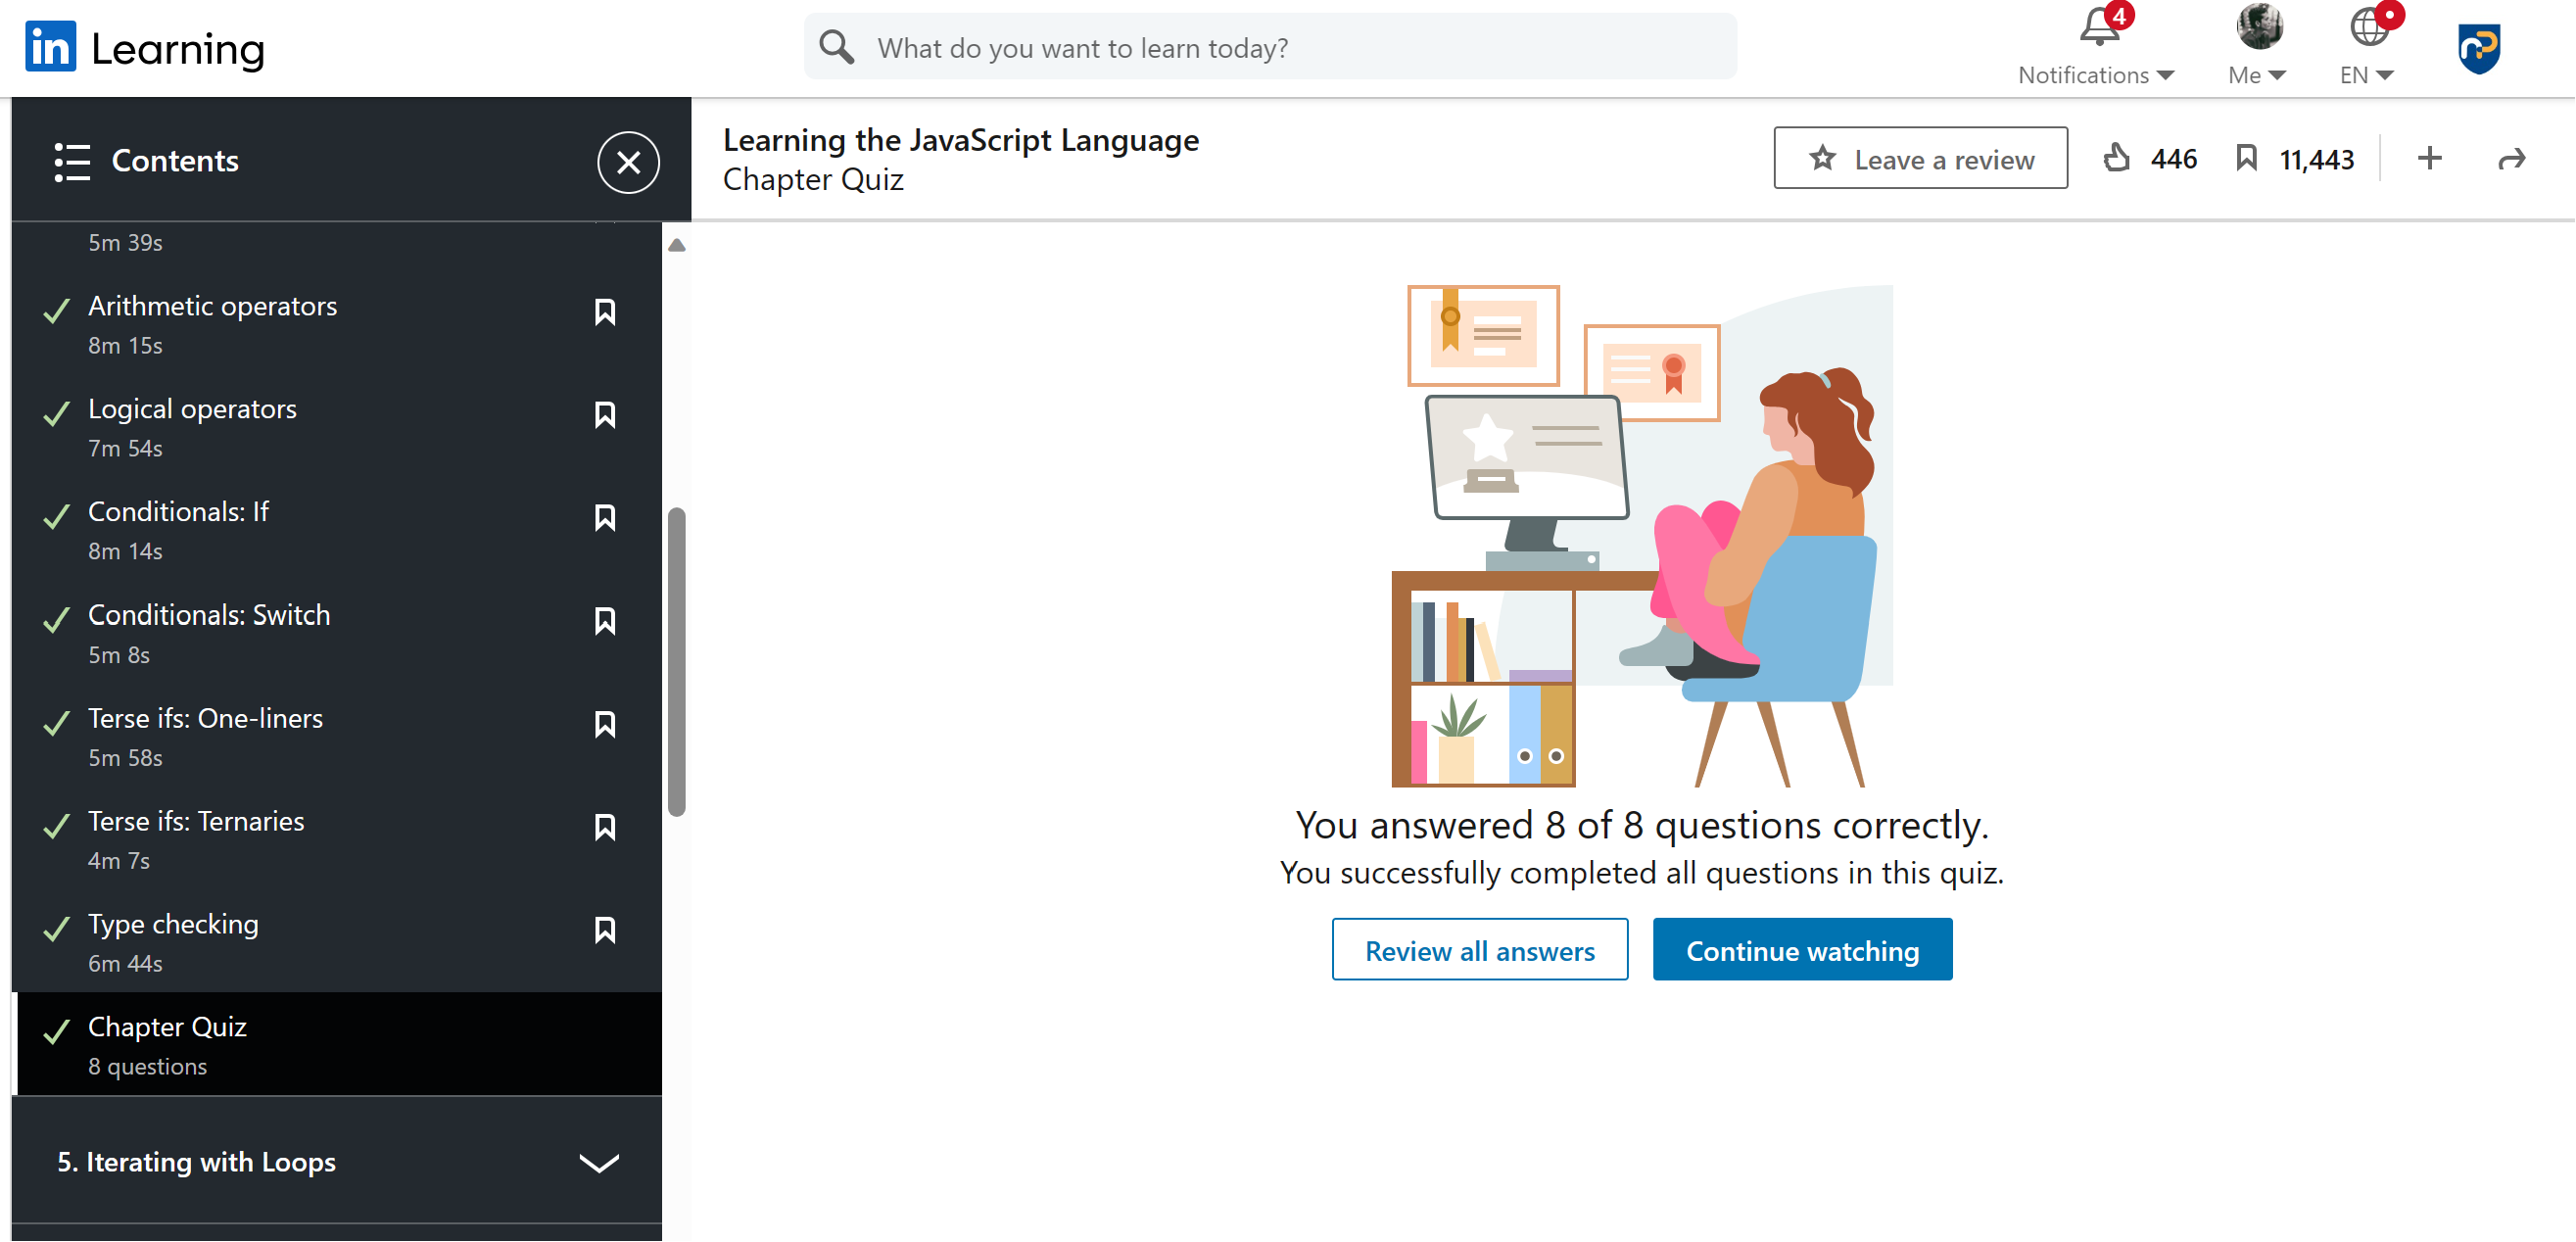 in Learning
What do you want to learn today?
4
Notifications
Me
EN
Contents
Learning the JavaScript Language
Chapter Quiz
Leave a review
446
11,443
5m 39s
Arithmetic operators
8m 15s
Logical operators
7m 54s
Conditionals: If
8m 14s
Conditionals: Switch
5m 8s
Terse ifs: One-liners
5m 58s
Terse ifs: Ternaries
4m 7s
Type checking
6m 44s
Chapter Quiz
8 questions
5. Iterating with Loops
You answered 8 of 8 questions correctly.
You successfully completed all questions in this quiz.
Review all answers
Continue watching